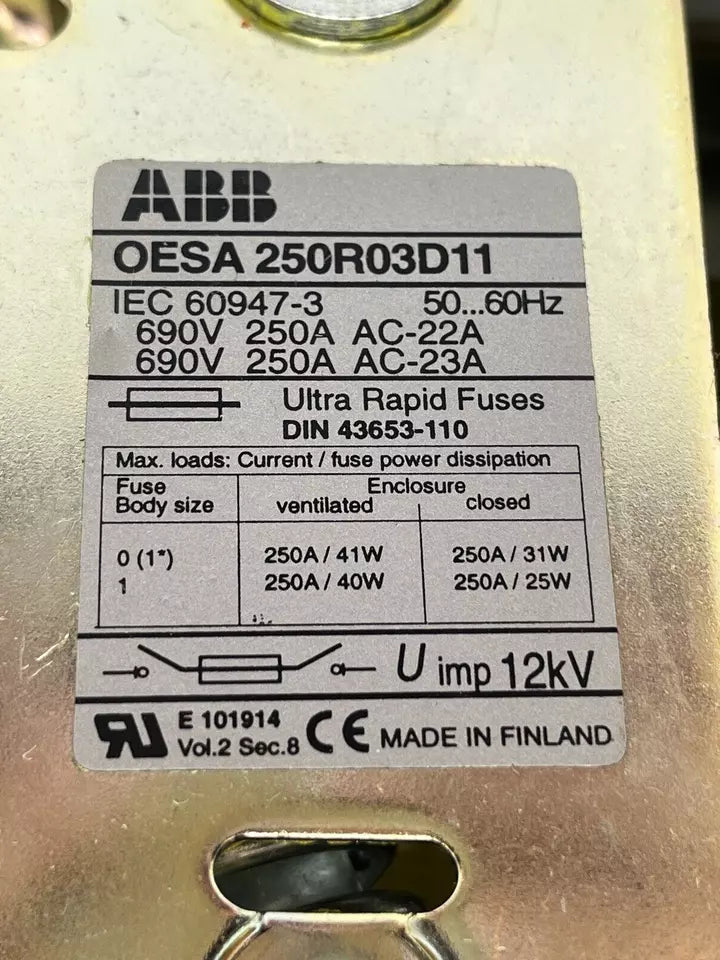 ABB
OESA 250R03D11
IEC 60947-3 50...60Hz
690V 250A AC-22A
690V 250A AC-23A
Ultra Rapid Fuses
DIN 43653-110
Max. loads: Current / fuse power dissipation
Fuse Enclosure
Body size ventilated closed
0 (1*) 250A / 41W 250A / 31W
1 250A / 40W 250A / 25W
U imp 12kV
RU E 101914
Vol.2 Sec.8 CE MADE IN FINLAND